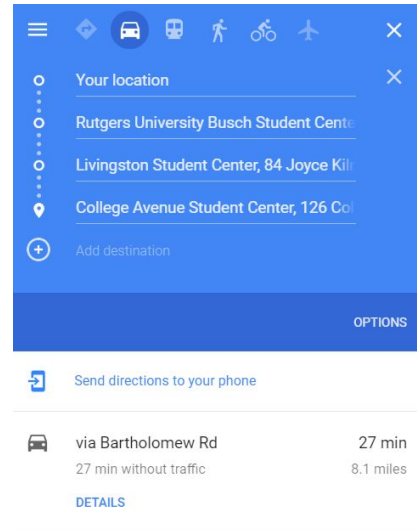 Your location
Rutgers University Busch Student Cente
Livingston Student Center, 84 Joyce Kil
College Avenue Student Center, 126 Col
Add destination
OPTIONS
Send directions to your phone
via Bartholomew Rd 27 min
27 min without traffic 8.1 miles
DETAILS